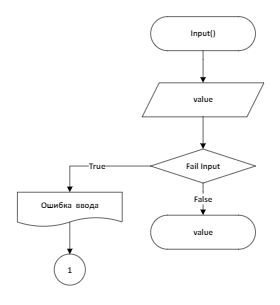 Input()
value
Fail Input
True
False
Ошибка ввода
value
1